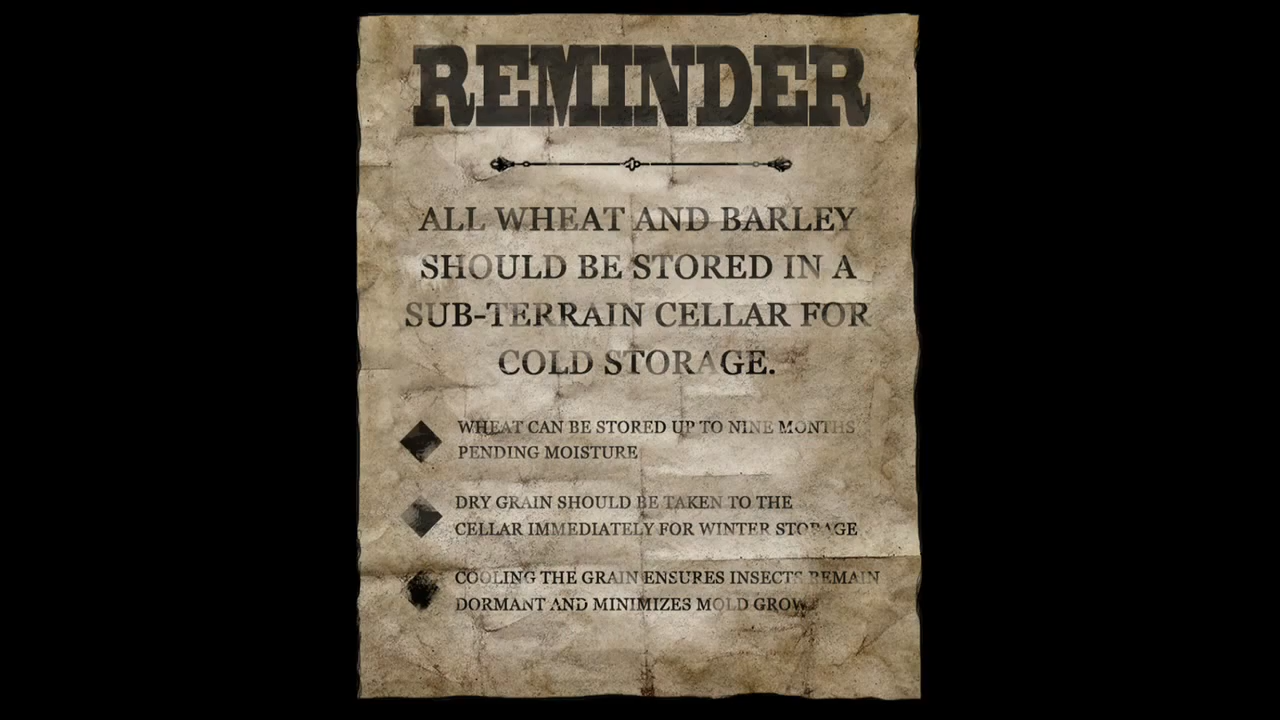 REMINDER
ALL WHEAT AND BARLEY
SHOULD BE STORED IN A
SUB-TERRAIN CELLAR FOR
COLD STORAGE.
WHEAT CAN BE STORED UP TO NINE MONTHS
PENDING MOISTURE
DRY GRAIN SHOULD BE TAKEN TO THE
CELLAR IMMEDIATELY FOR WINTER STORAGE
COOLING THE GRAIN ENSURES INSECTS REMAIN
DORMANT AND MINIMIZES MOLD